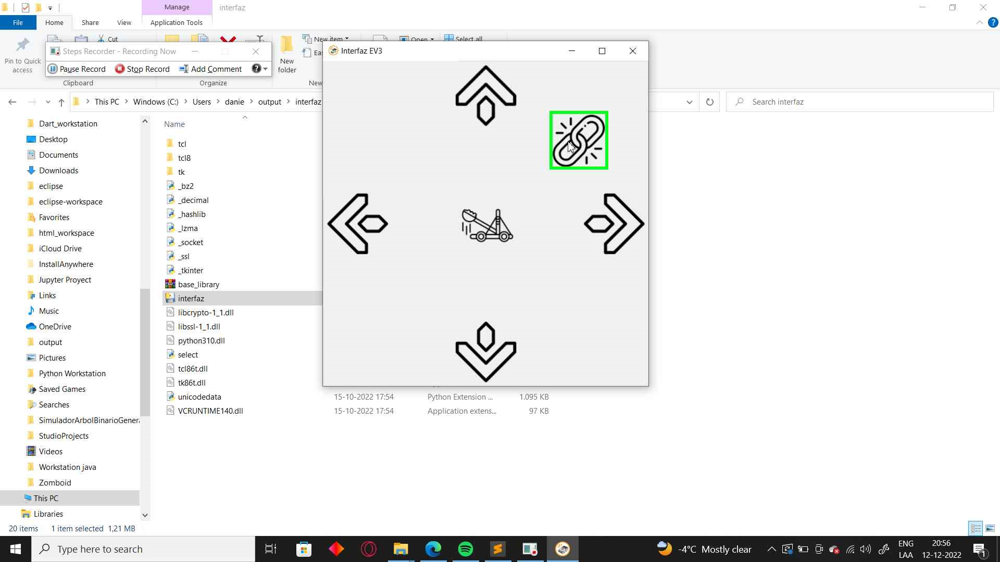 Manage
interfaz
File
Home
Share
View
Application Tools
Cut
New item
Open
Select all
Steps Recorder - Recording Now
Interfaz EV3
Pin to Quick access
New folder
Pause Record
Stop Record
Add Comment
Clipboard
Organize
New
This PC
Windows (C:)
Users
danie
output
interfaz
Search interfaz
Name
Dart_workstation
Desktop
Documents
Downloads
eclipse
eclipse-workspace
Favorites
html_workspace
iCloud Drive
InstallAnywhere
Jupyter Proyect
Links
Music
OneDrive
output
Pictures
Python Workstation
Saved Games
Searches
SimuladorArbolBinarioGener
StudioProjects
Videos
Workstation java
Zomboid
This PC
Libraries
tcl
tcl8
tk
_bz2
_decimal
_hashlib
_lzma
_socket
_ssl
_tkinter
base_library
interfaz
libcrypto-1_1.dll
libssl-1_1.dll
python310.dll
select
tcl86t.dll
tk86t.dll
unicodedata 15-10-2022 17:54 Python Extension ... 1.095 KB
VCRUNTIME140.dll 15-10-2022 17:54 Application extens... 97 KB
20 items 1 item selected 1,21 MB
Type here to search
-4°C Mostly clear
ENG
LAA
20:56
12-12-2022
1